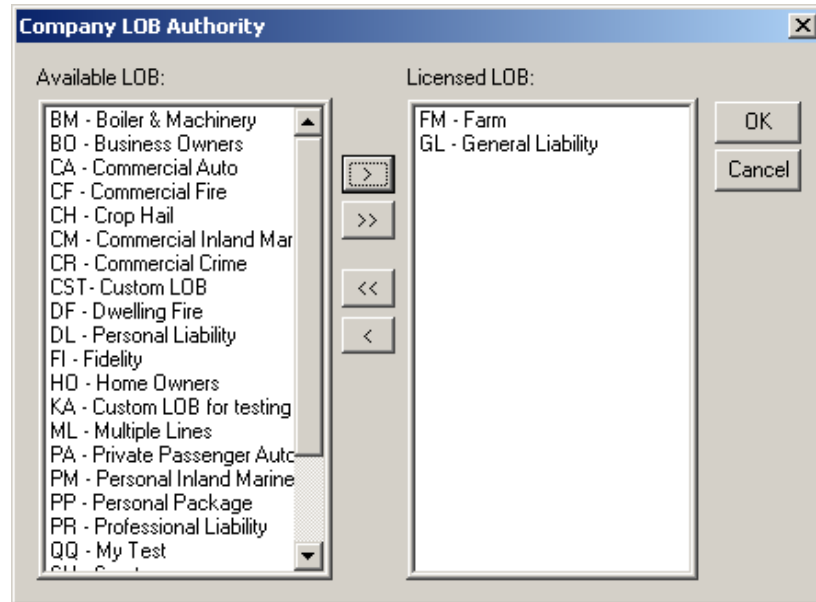 Company LOB Authority
Available LOB:
BM - Boiler & Machinery
BO - Business Owners
CA - Commercial Auto
CF - Commercial Fire
CH - Crop Hail
CM - Commercial Inland Mar
CR - Commercial Crime
CST- Custom LOB
DF - Dwelling Fire
DL - Personal Liability
FI - Fidelity
HO - Home Owners
KA - Custom LOB for testing
ML - Multiple Lines
PA - Private Passenger Auto
PM - Personal Inland Marine
PP - Personal Package
PR - Professional Liability
QQ - My Test
>
>>
<<
<
Licensed LOB:
FM - Farm
GL - General Liability
OK
Cancel